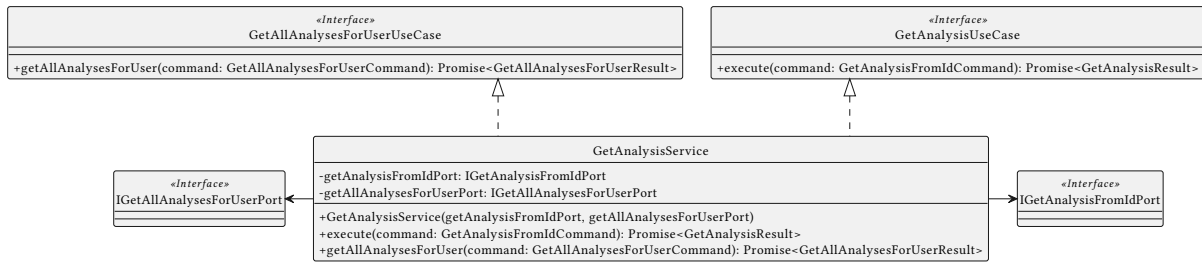 «Interface»
GetAllAnalysesForUserUseCase
+getAllAnalysesForUser(command: GetAllAnalysesForUserCommand): Promise<GetAllAnalysesForUserResult>
«Interface»
GetAnalysisUseCase
+execute(command: GetAnalysisFromIdCommand): Promise<GetAnalysisResult>
«Interface»
IGetAllAnalysesForUserPort
GetAnalysisService
-getAnalysisFromIdPort: IGetAnalysisFromIdPort
-getAllAnalysesForUserPort: IGetAllAnalysesForUserPort
+GetAnalysisService(getAnalysisFromIdPort, getAllAnalysesForUserPort)
+execute(command: GetAnalysisFromIdCommand): Promise<GetAnalysisResult>
+getAllAnalysesForUser(command: GetAllAnalysesForUserCommand): Promise<GetAllAnalysesForUserResult>
«Interface»
IGetAnalysisFromIdPort